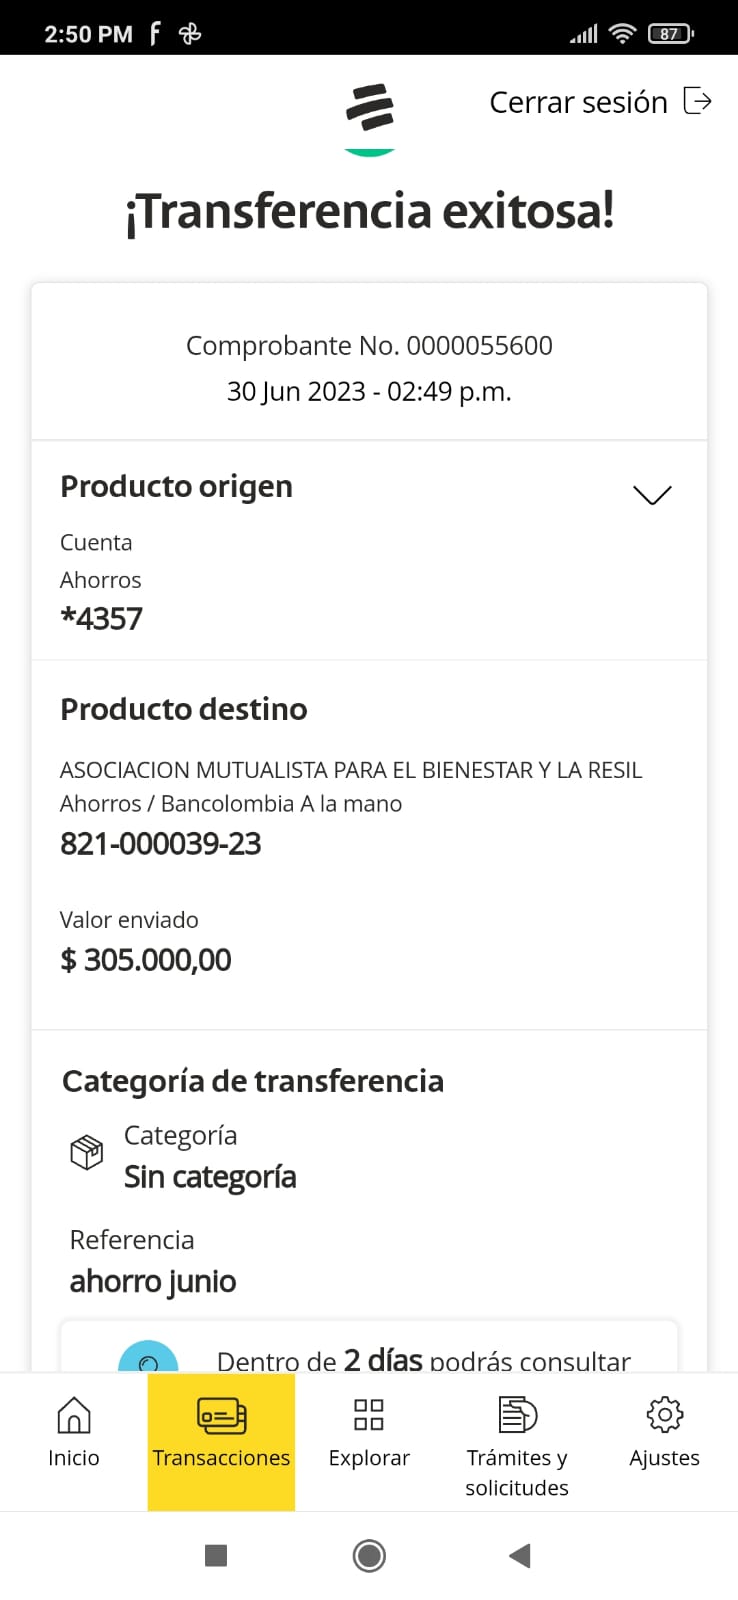 2:50 PM
87
Cerrar sesión
¡Transferencia exitosa!
Comprobante No. 0000055600
30 Jun 2023 - 02:49 p.m.
Producto origen
Cuenta
Ahorros
*4357
Producto destino
ASOCIACION MUTUALISTA PARA EL BIENESTAR Y LA RESIL
Ahorros / Bancolombia A la mano
821-000039-23
Valor enviado
$ 305.000,00
Categoría de transferencia
Categoría
Sin categoría
Referencia
ahorro junio
Dentro de 2 días podrás consultar
Inicio
Transacciones
Explorar
Trámites y
solicitudes
Ajustes